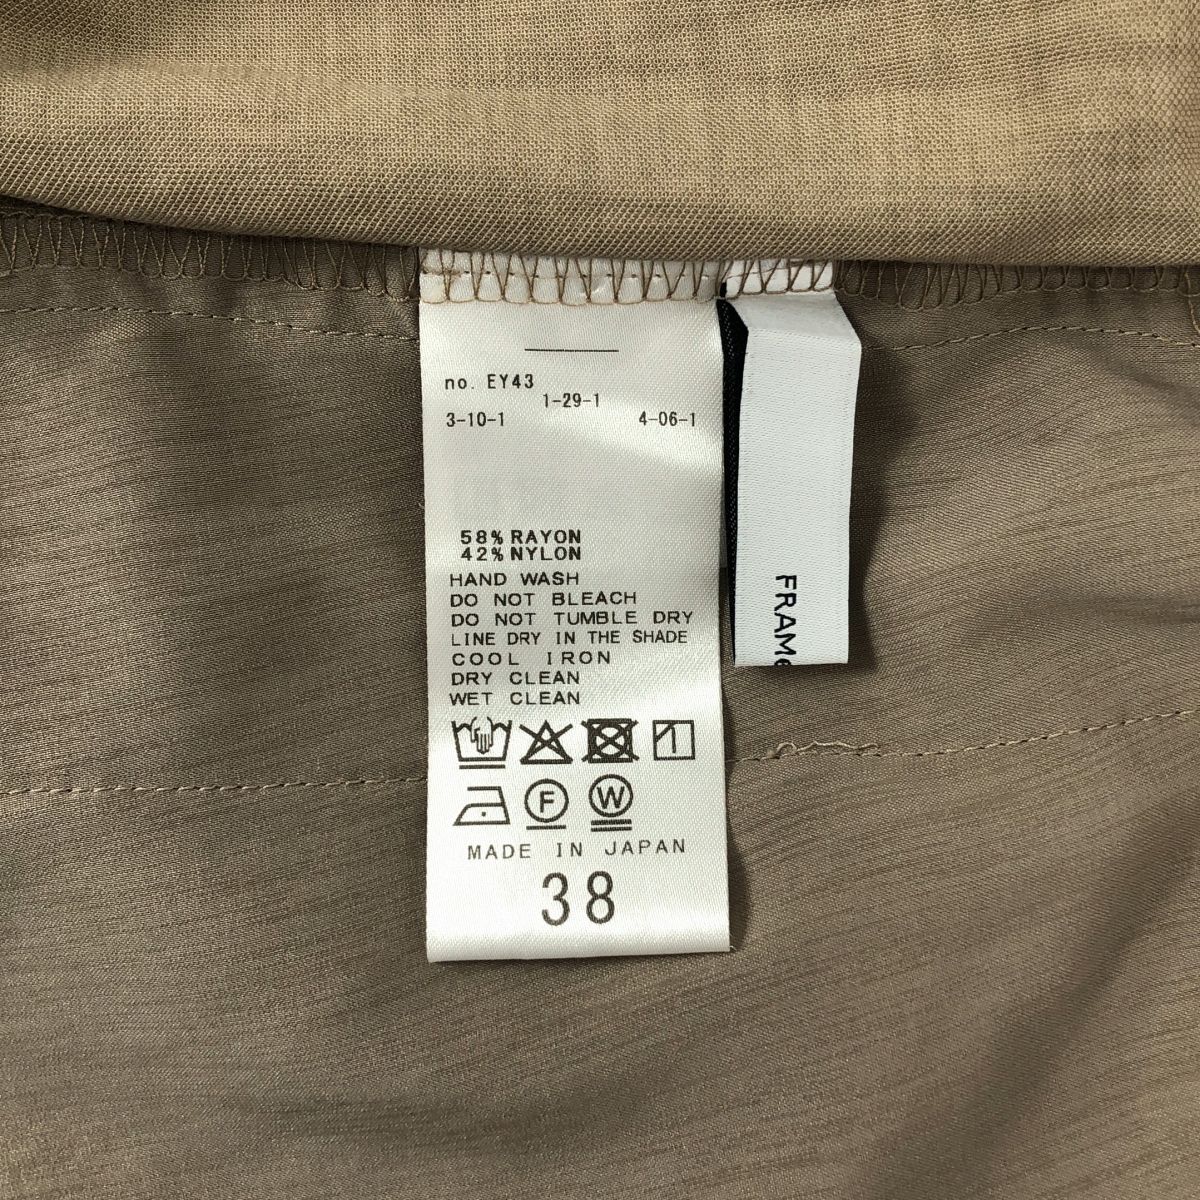 no. EY43
1-29-1
3-10-1 4-06-1
58% RAYON
42% NYLON
HAND WASH
DO NOT BLEACH
DO NOT TUMBLE DRY
LINE DRY IN THE SHADE
COOL IRON
DRY CLEAN
WET CLEAN
1
F W
MADE IN JAPAN
38
FRAMe